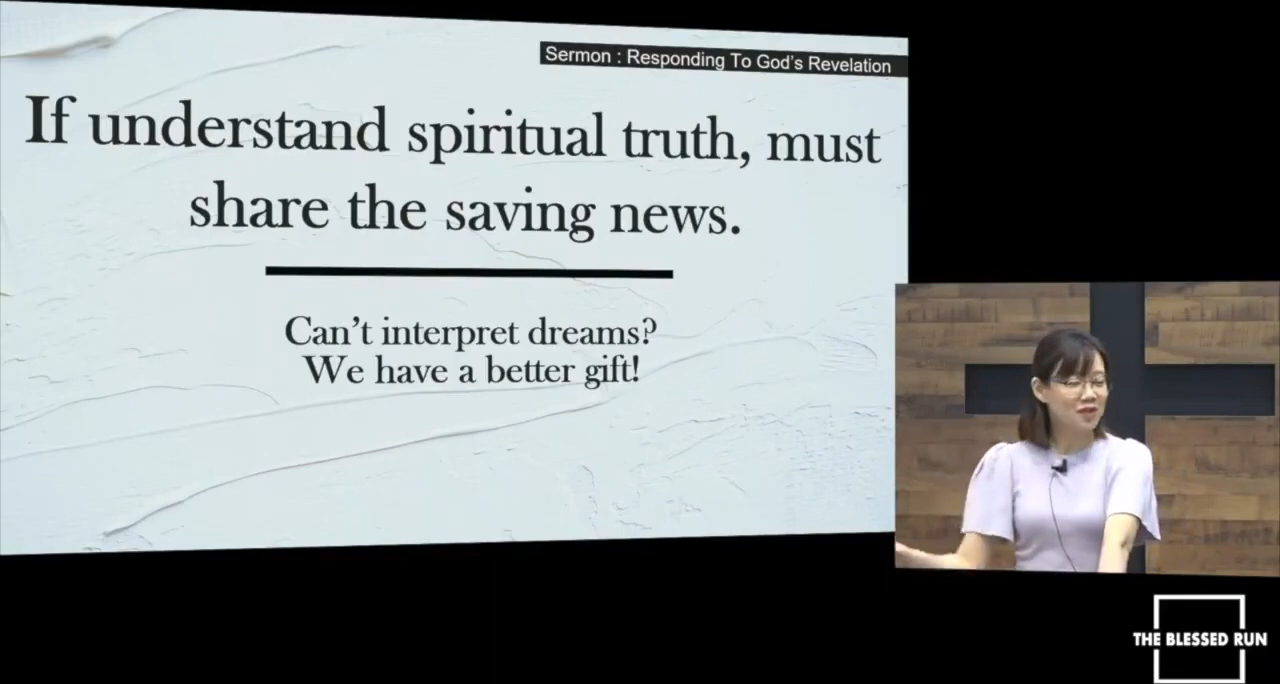 Sermon : Responding To God's Revelation
If understand spiritual truth, must
share the saving news.
Can't interpret dreams?
We have a better gift!
THE BLESSED RUN